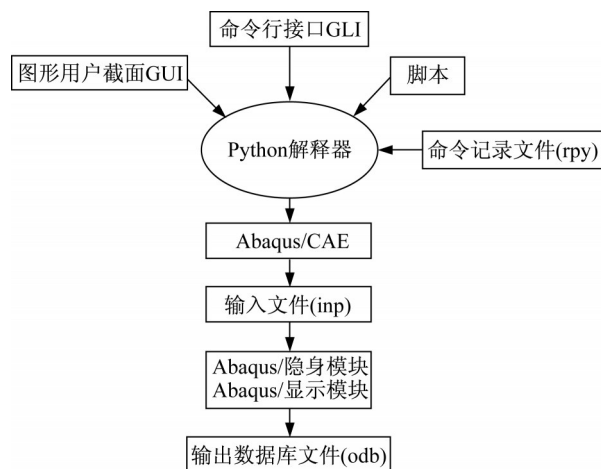 命令行接口GLI
图形用户截面GUI
脚本
Python解释器
命令记录文件(rpy)
Abaqus/CAE
输入文件(inp)
Abaqus/隐身模块
Abaqus/显示模块
输出数据库文件(odb)